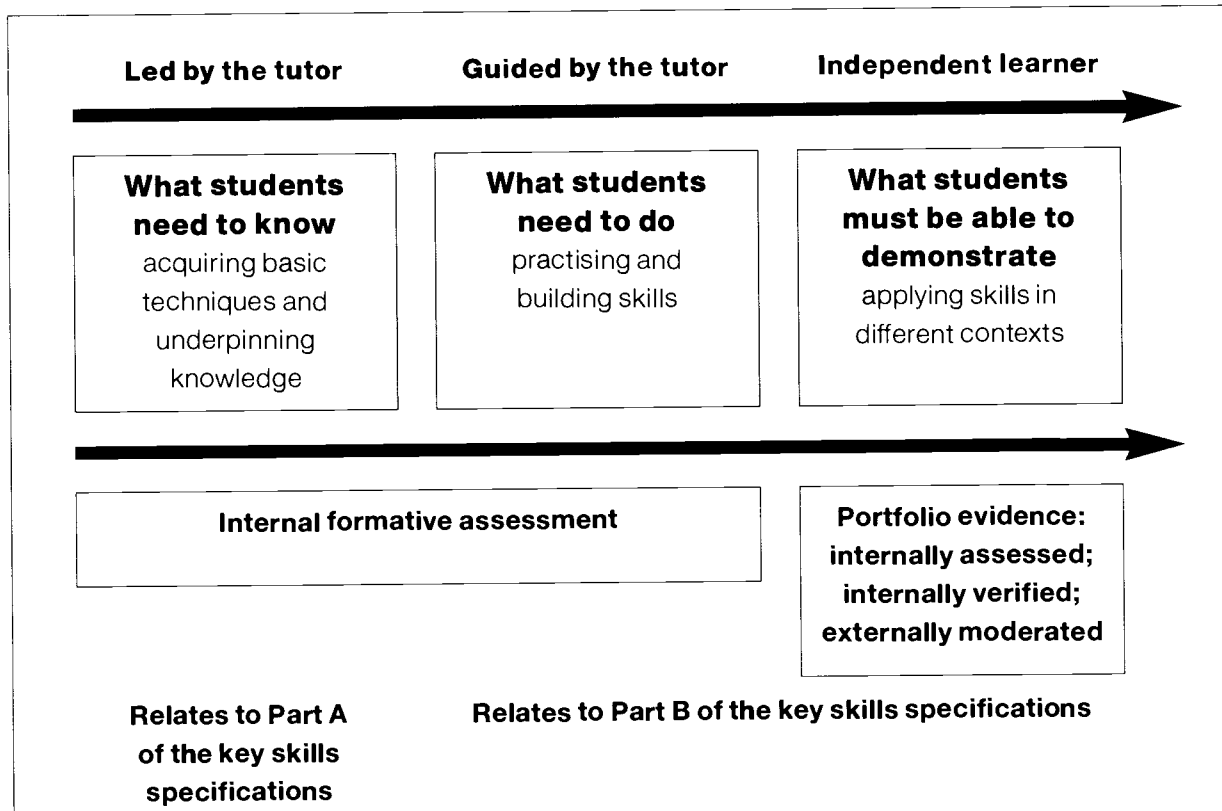 Led by the tutor
Guided by the tutor
Independent learner
What students
need to know
acquiring basic
techniques and
underpinning
knowledge
What students
need to do
practising and
building skills
What students
must be able to
demonstrate
applying skills in
different contexts
Internal formative assessment
Portfolio evidence:
internally assessed;
internally verified;
externally moderated
Relates to Part A
of the key skills
specifications
Relates to Part B of the key skills specifications